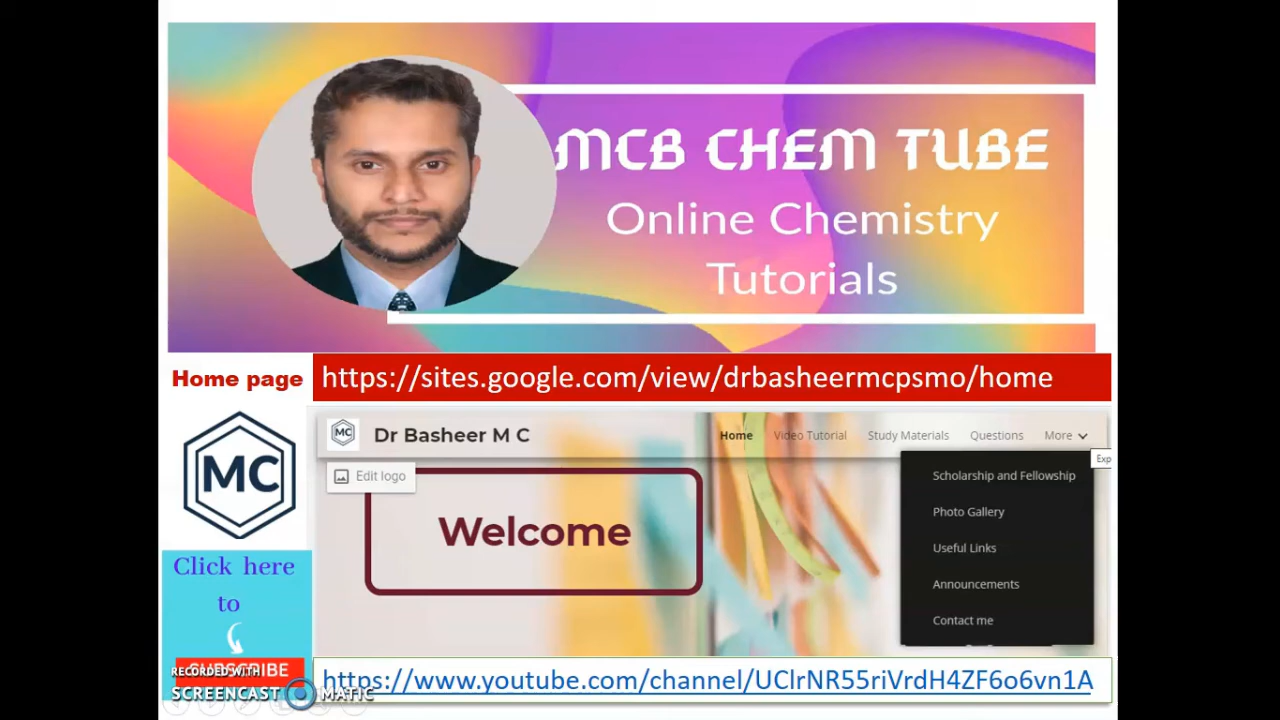 MCB CHEM TUBE
Online Chemistry
Tutorials
Home page
https://sites.google.com/view/drbasheermcpsmo/home
MC
Dr Basheer M C
Home
Video Tutorial
Study Materials
Questions
More
Exp
Edit logo
Welcome
Scholarship and Fellowship
Photo Gallery
Useful Links
Announcements
Contact me
MC
Click here
to
SUBSCRIBE
RECORDED WITH
SCREENCAST MATIC
https://www.youtube.com/channel/UClrNR55riVrdH4ZF6o6vn1A